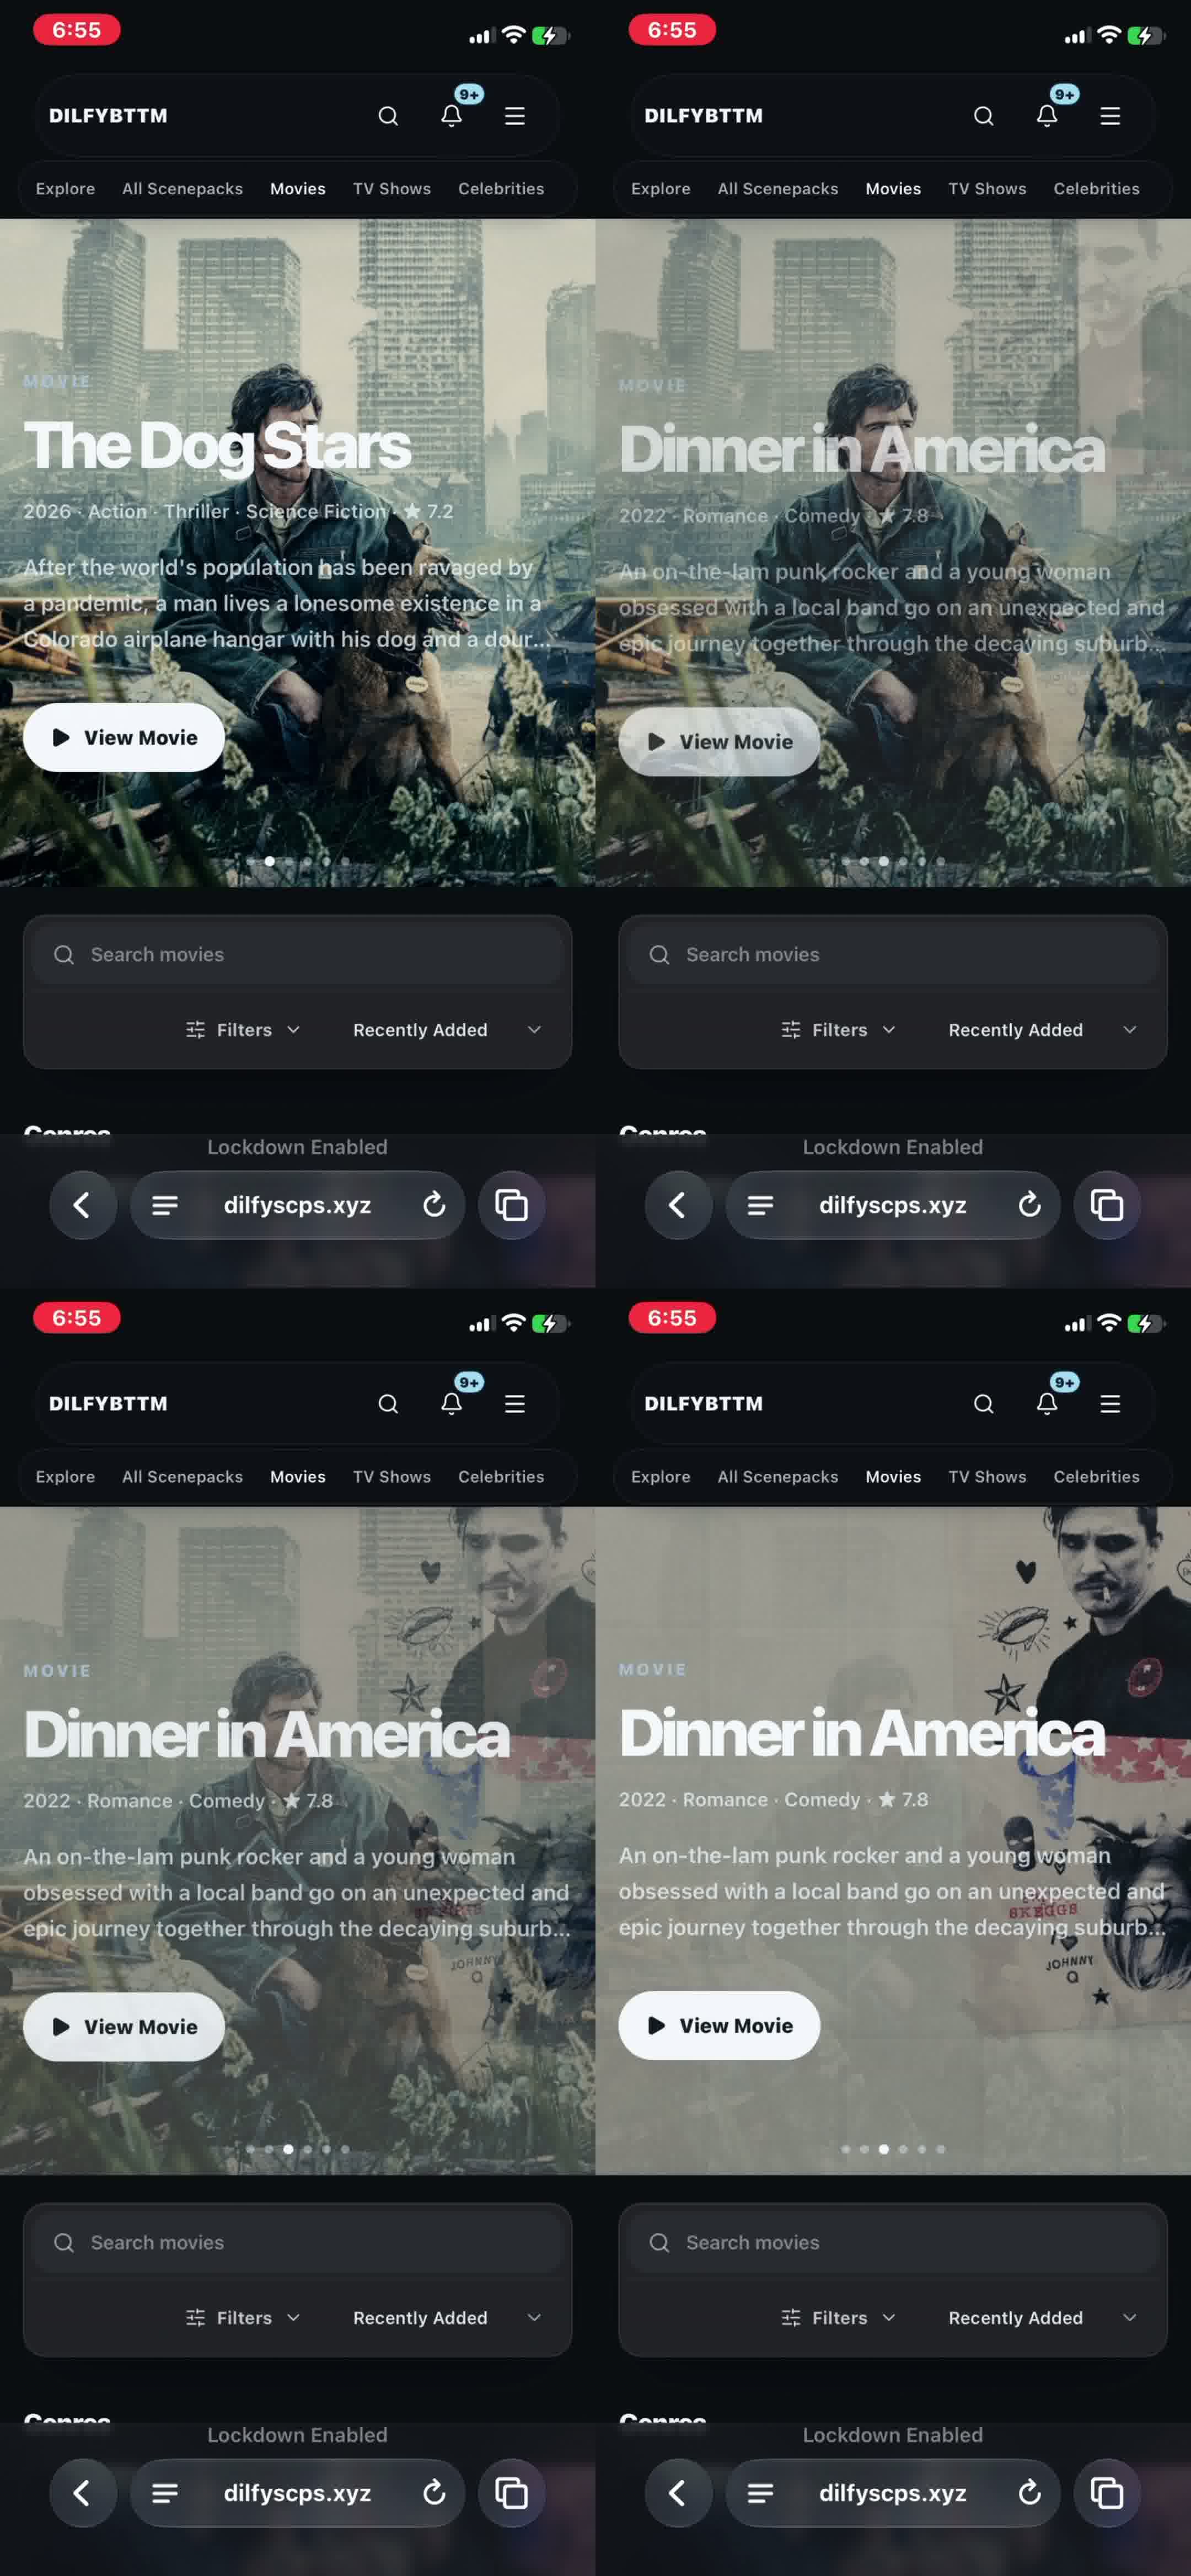 6:55
9+
DILFYBTTM
Explore All Scenepacks Movies TV Shows Celebrities
MOVIE
The Dog Stars
2026 · Action · Thriller · Science Fiction · ★ 7.2
After the world's population has been ravaged by
a pandemic, a man lives a lonesome existence in a
Colorado airplane hangar with his dog and a dour...
View Movie
Search movies
Filters Recently Added
Genres
Lockdown Enabled
dilfyscps.xyz
6:55
9+
DILFYBTTM
Explore All Scenepacks Movies TV Shows Celebrities
MOVIE
Dinner in America
2022 · Romance · Comedy · ★ 7.8
An on-the-lam punk rocker and a young woman
obsessed with a local band go on an unexpected and
epic journey together through the decaying suburb...
View Movie
Search movies
Filters Recently Added
Genres
Lockdown Enabled
dilfyscps.xyz
6:55
9+
DILFYBTTM
Explore All Scenepacks Movies TV Shows Celebrities
MOVIE
Dinner in America
2022 · Romance · Comedy · ★ 7.8
An on-the-lam punk rocker and a young woman
obsessed with a local band go on an unexpected and
epic journey together through the decaying suburb...
JOHNNY
Q
View Movie
Search movies
Filters Recently Added
Genres
Lockdown Enabled
dilfyscps.xyz
6:55
9+
DILFYBTTM
Explore All Scenepacks Movies TV Shows Celebrities
MOVIE
Dinner in America
2022 · Romance · Comedy · ★ 7.8
An on-the-lam punk rocker and a young woman
obsessed with a local band go on an unexpected and
SKEGGS
epic journey together through the decaying suburb...
JOHNNY
Q
View Movie
Search movies
Filters Recently Added
Genres
Lockdown Enabled
dilfyscps.xyz